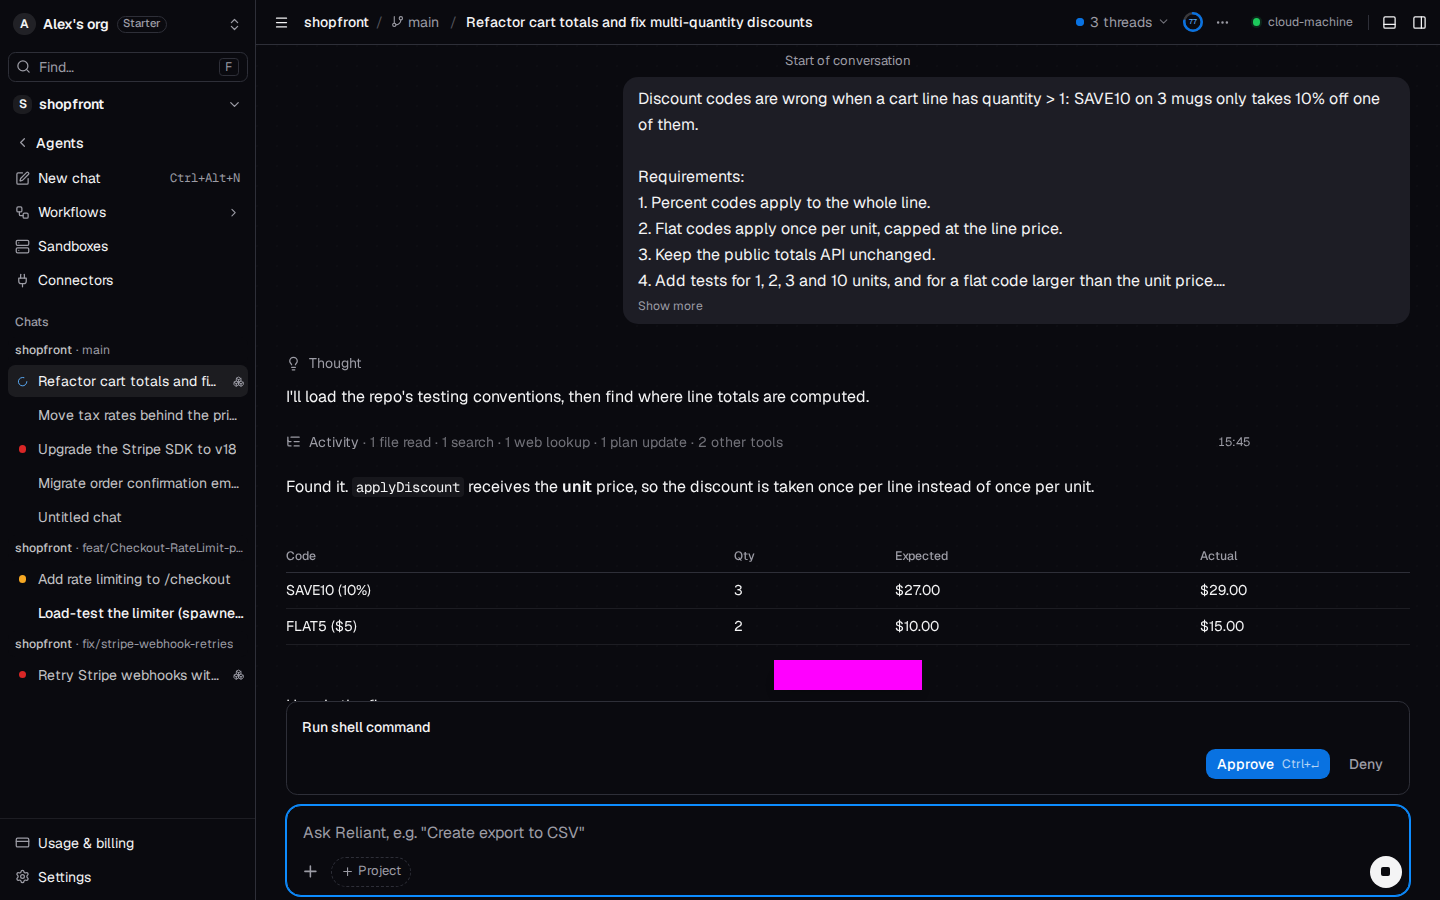 A Alex's org Starter
Find... F
S shopfront
Agents
New chat Ctrl+Alt+N
Workflows
Sandboxes
Connectors
Chats
shopfront · main
Refactor cart totals and fi...
Move tax rates behind the pri...
Upgrade the Stripe SDK to v18
Migrate order confirmation em...
Untitled chat
shopfront · feat/Checkout-RateLimit-p...
Add rate limiting to /checkout
Load-test the limiter (spawne...
shopfront · fix/stripe-webhook-retries
Retry Stripe webhooks wit...
Usage & billing
Settings
shopfront / main / Refactor cart totals and fix multi-quantity discounts
3 threads 77 cloud-machine
Start of conversation
Discount codes are wrong when a cart line has quantity > 1: SAVE10 on 3 mugs only takes 10% off one
of them.
Requirements:
1. Percent codes apply to the whole line.
2. Flat codes apply once per unit, capped at the line price.
3. Keep the public totals API unchanged.
4. Add tests for 1, 2, 3 and 10 units, and for a flat code larger than the unit price....
Show more
Thought
I'll load the repo's testing conventions, then find where line totals are computed.
Activity · 1 file read · 1 search · 1 web lookup · 1 plan update · 2 other tools 15:45
Found it. applyDiscount receives the unit price, so the discount is taken once per line instead of once per unit.
Code Qty Expected Actual
SAVE10 (10%) 3 $27.00 $29.00
FLAT5 ($5) 2 $10.00 $15.00
Run shell command
Approve Ctrl+↵ Deny
Ask Reliant, e.g. "Create export to CSV"
+ Project